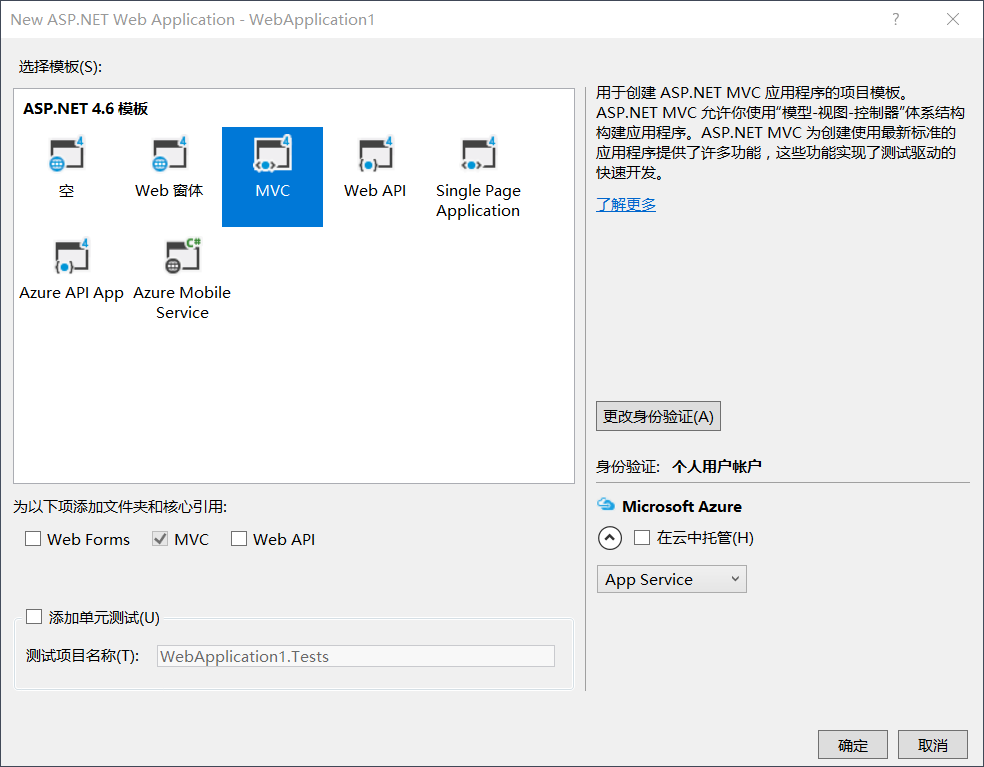 New ASP.NET Web Application - WebApplication1
?
选择模板(S):
ASP.NET 4.6 模板
4
4
4
4
4
空
Web 窗体
MVC
Web API
Single Page
Application
4
C#
Azure API App
Azure Mobile
Service
为以下项添加文件夹和核心引用:
Web Forms
MVC
Web API
添加单元测试(U)
测试项目名称(T):
WebApplication1.Tests
用于创建 ASP.NET MVC 应用程序的项目模板。
ASP.NET MVC 允许你使用“模型-视图-控制器”体系结构
构建应用程序。ASP.NET MVC 为创建使用最新标准的
应用程序提供了许多功能，这些功能实现了测试驱动的
快速开发。
了解更多
更改身份验证(A)
身份验证: 个人用户帐户
Microsoft Azure
在云中托管(H)
App Service
确定
取消